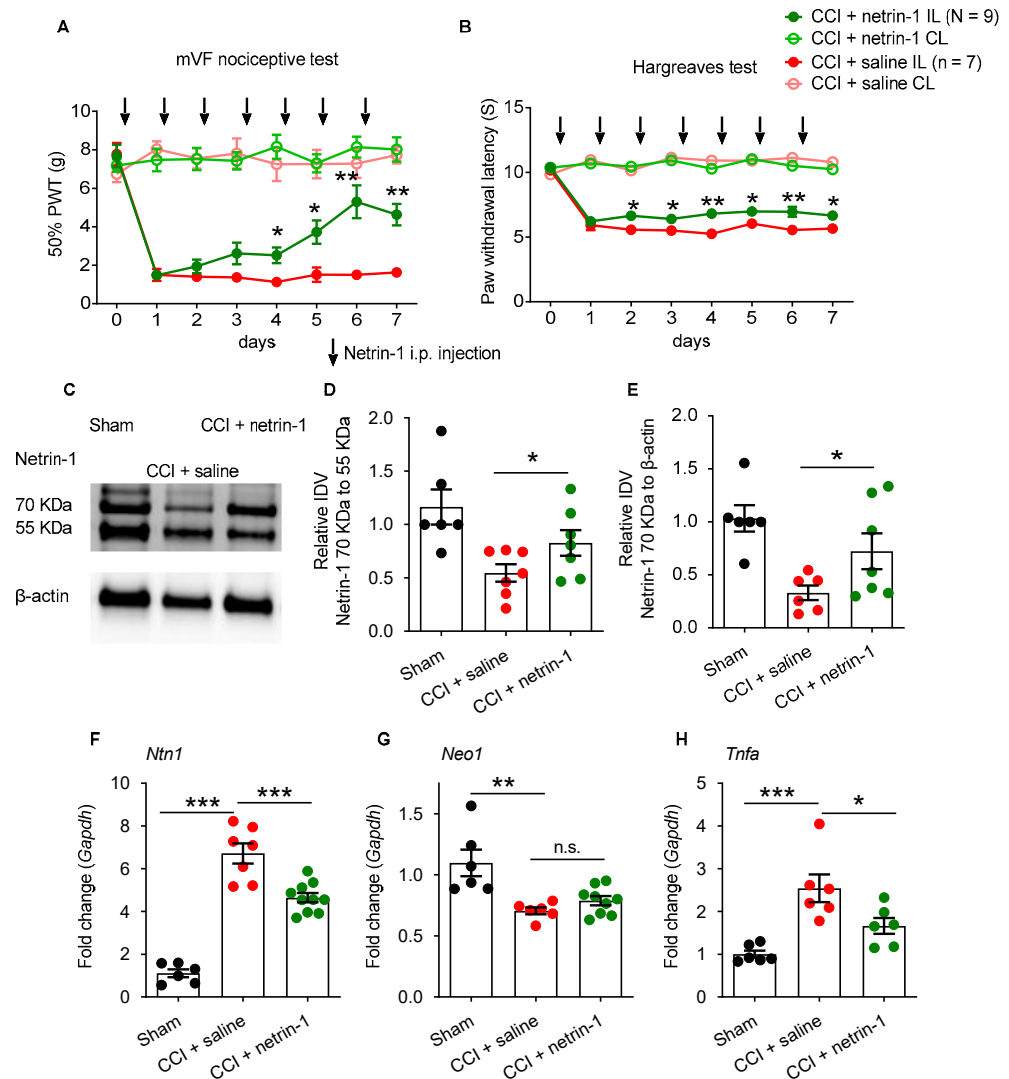 A
mVF nociceptive test
50% PWT (g)
10
8
6
4
2
0
*
*
**
**
0 1 2 3 4 5 6 7
days
B
Hargreaves test
CCI + netrin-1 IL (N = 9)
CCI + netrin-1 CL
CCI + saline IL (n = 7)
CCI + saline CL
Paw withdrawal latency (S)
15
10
5
0
* * ** * ** *
0 1 2 3 4 5 6 7
days
Netrin-1 i.p. injection
C
Sham
CCI + netrin-1
Netrin-1
CCI + saline
70 KDa
55 KDa
β-actin
D
Relative IDV
Netrin-1 70 KDa to 55 KDa
2.0
1.5
1.0
0.5
0.0
*
Sham
CCI + saline
CCI + netrin-1
E
Relative IDV
Netrin-1 70 KDa to β-actin
2.0
1.5
1.0
0.5
0.0
*
Sham
CCI + saline
CCI + netrin-1
F
Ntn1
Fold change (Gapdh)
10
8
6
4
2
0
*** ***
Sham
CCI + saline
CCI + netrin-1
G
Neo1
Fold change (Gapdh)
1.5
1.0
0.5
0.0
**
n.s.
Sham
CCI + saline
CCI + netrin-1
H
Tnfa
Fold change (Gapdh)
5
4
3
2
1
0
*** *
Sham
CCI + saline
CCI + netrin-1